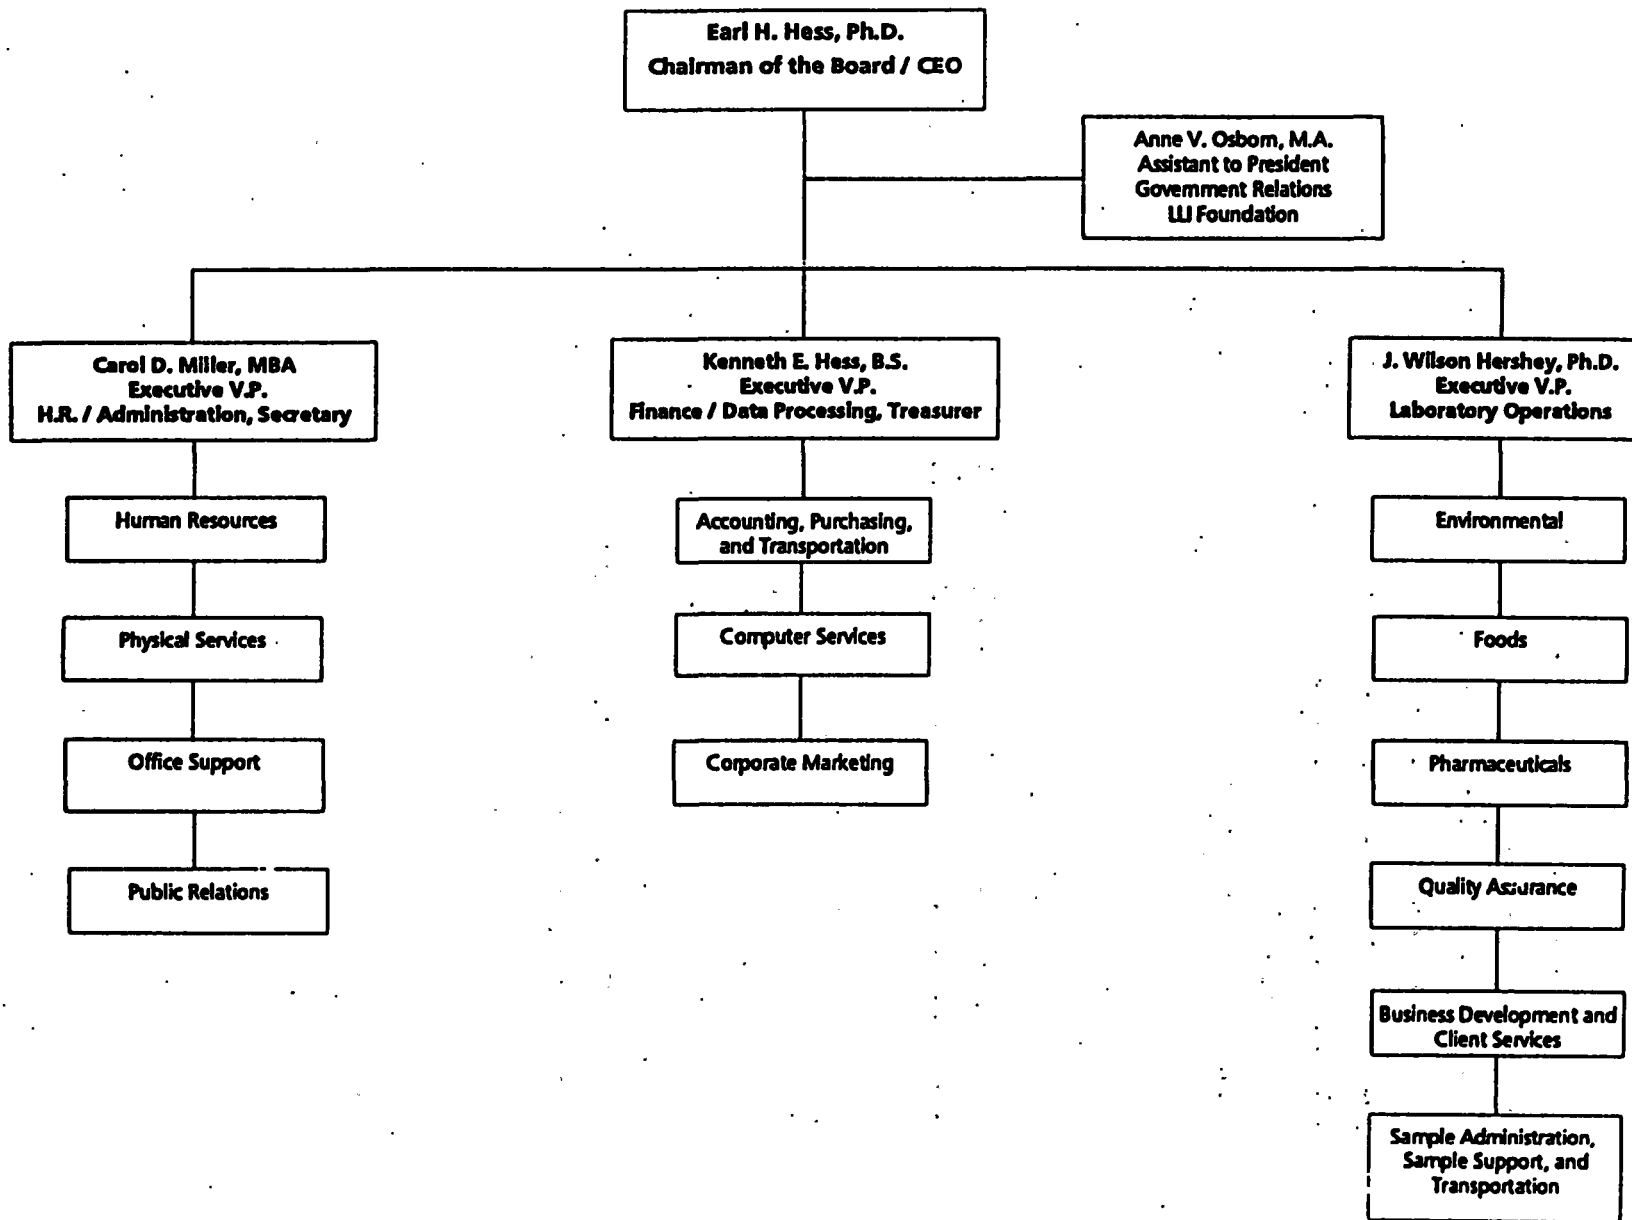 Earl H. Hess, Ph.D.
Chairman of the Board / CEO
Anne V. Osborn, M.A.
Assistant to President
Government Relations
LLI Foundation
Carol D. Miller, MBA
Executive V.P.
H.R. / Administration, Secretary
Kenneth E. Hess, B.S.
Executive V.P.
Finance / Data Processing, Treasurer
J. Wilson Hershey, Ph.D.
Executive V.P.
Laboratory Operations
Human Resources
Physical Services
Office Support
Public Relations
Accounting, Purchasing,
and Transportation
Computer Services
Corporate Marketing
Environmental
Foods
Pharmaceuticals
Quality Assurance
Business Development and
Client Services
Sample Administration,
Sample Support, and
Transportation